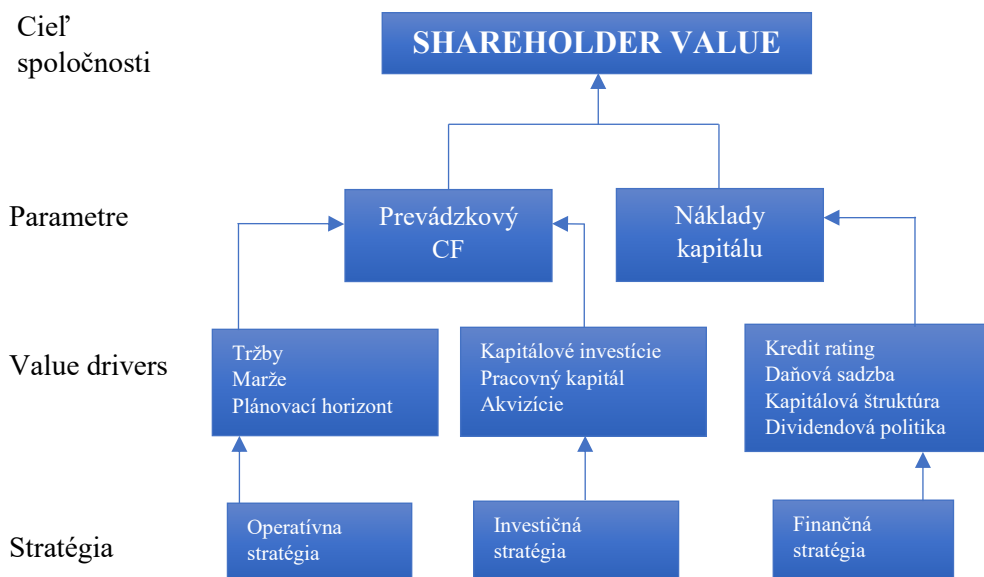 Cieľ
spoločnosti
SHAREHOLDER VALUE
Parametre
Prevádzkový
CF
Náklady
kapitálu
Value drivers
Tržby
Marže
Plánovací horizont
Kapitálové investície
Pracovný kapitál
Akvizície
Kredit rating
Daňová sadzba
Kapitálová štruktúra
Dividendová politika
Stratégia
Operatívna
stratégia
Investičná
stratégia
Finančná
stratégia